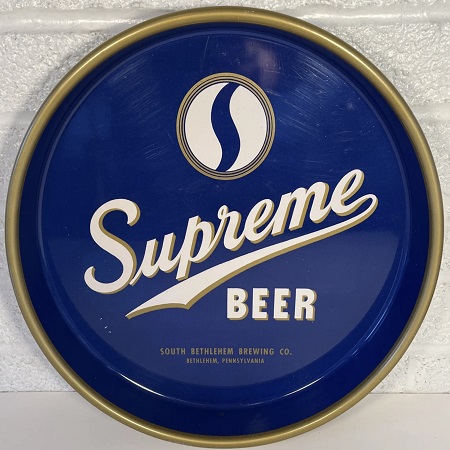 S
Supreme
BEER
SOUTH BETHLEHEM BREWING CO.
BETHLEHEM, PENNSYLVANIA